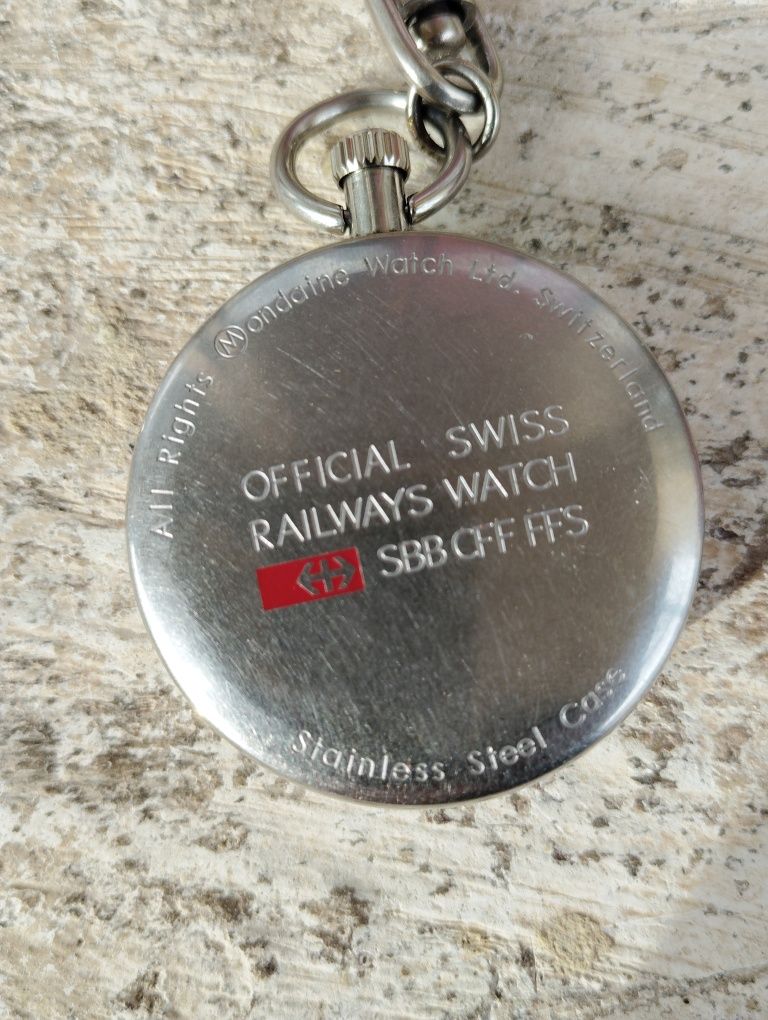 All Rights Mondaine Watch Ltd. Switzerland
OFFICIAL SWISS
RAILWAYS WATCH
SBB CFF FFS
Stainless Steel Case